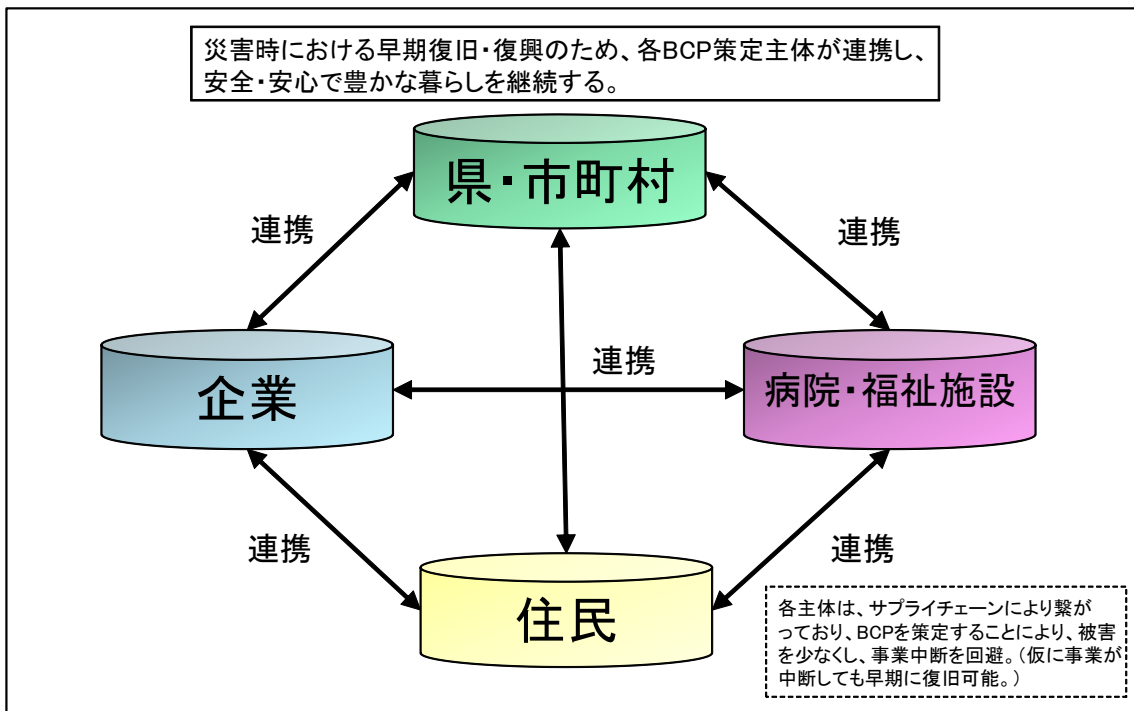 災害時における早期復旧・復興のため、各BCP策定主体が連携し、
安全・安心で豊かな暮らしを継続する。
県・市町村
連携
連携
企業
連携
病院・福祉施設
連携
連携
住民
各主体は、サプライチェーンにより繋が
っており、BCPを策定することにより、被害
を少なくし、事業中断を回避。（仮に事業が
中断しても早期に復旧可能。）